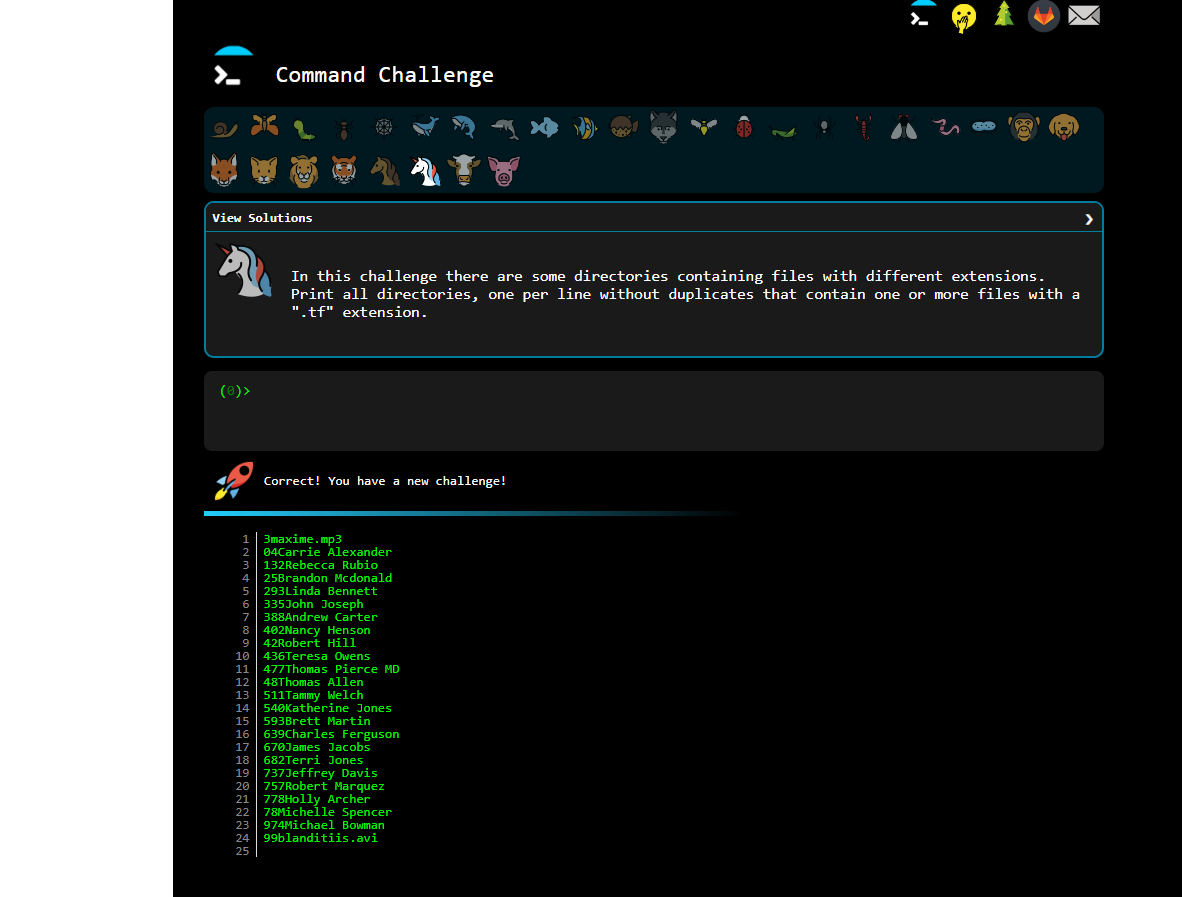 Command Challenge
View Solutions ❯
In this challenge there are some directories containing files with different extensions.
Print all directories, one per line without duplicates that contain one or more files with a
".tf" extension.
(0)>
Correct! You have a new challenge!
1 3maxime.mp3
2 04Carrie Alexander
3 132Rebecca Rubio
4 25Brandon Mcdonald
5 293Linda Bennett
6 335John Joseph
7 388Andrew Carter
8 402Nancy Henson
9 42Robert Hill
10 436Teresa Owens
11 477Thomas Pierce MD
12 48Thomas Allen
13 511Tammy Welch
14 540Katherine Jones
15 593Brett Martin
16 639Charles Ferguson
17 670James Jacobs
18 682Terri Jones
19 737Jeffrey Davis
20 757Robert Marquez
21 778Holly Archer
22 78Michelle Spencer
23 974Michael Bowman
24 99blanditiis.avi
25